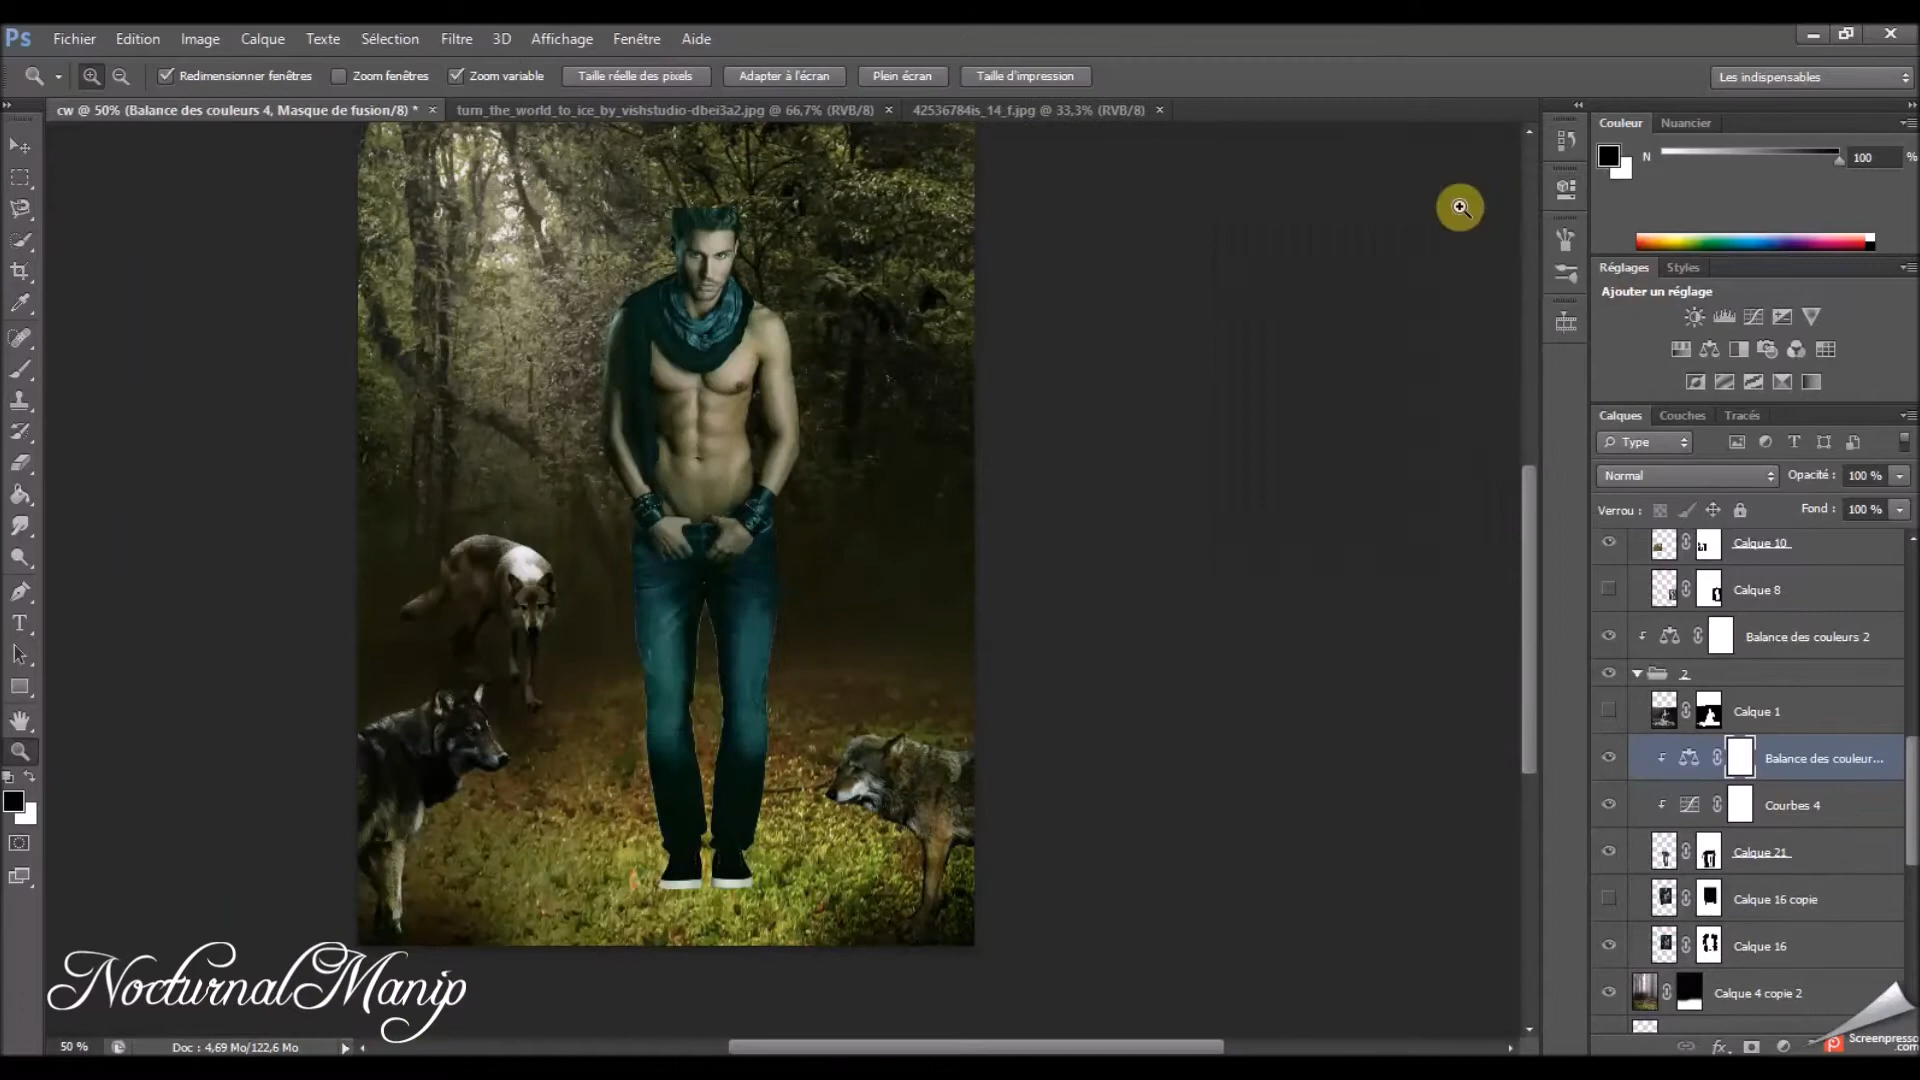 Ps Fichier Edition Image Calque Texte Sélection Filtre 3D Affichage Fenêtre Aide
Redimensionner fenêtres Zoom fenêtres Zoom variable Taille réelle des pixels Adapter à l'écran Plein écran Taille d'impression Les indispensables
cw @ 50% (Balance des couleurs 4, Masque de fusion/8) * turn_the_world_to_ice_by_vishstudio-dbei3a2.jpg @ 66,7% (RVB/8) 42536784is_14_f.jpg @ 33,3% (RVB/8)
Couleur Nuancier
N 100 %
Réglages Styles
Ajouter un réglage
Calques Couches Tracés
Type
Normal Opacité : 100 %
Verrou : Fond : 100 %
Calque 10
Calque 8
Balance des couleurs 2
2
Calque 1
Balance des couleur...
Courbes 4
Calque 21
Calque 16 copie
Calque 16
Calque 4 copie 2
NocturnalManip
50 % Doc : 4,69 Mo/122,6 Mo
fx
Screenpresso
.com